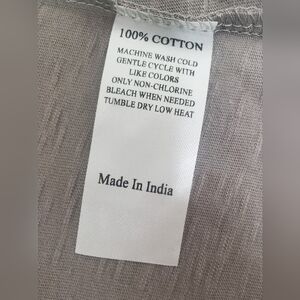 100% COTTON
MACHINE WASH COLD
GENTLE CYCLE WITH
LIKE COLORS
ONLY NON-CHLORINE
BLEACH WHEN NEEDED
TUMBLE DRY LOW HEAT
Made In India